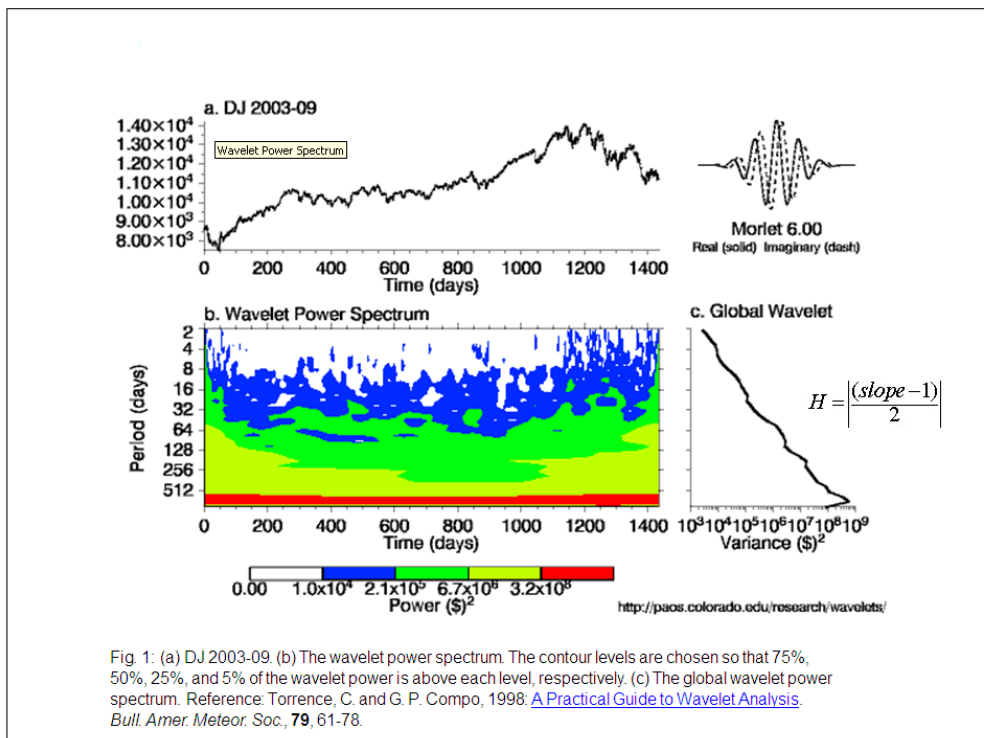 a. DJ 2003-09
1.40×10⁴
1.30×10⁴
1.20×10⁴
1.10×10⁴
1.00×10⁴
9.00×10³
8.00×10³
Wavelet Power Spectrum
0 200 400 600 800 1000 1200 1400
Time (days)
Morlet 6.00
Real (solid) Imaginary (dash)
b. Wavelet Power Spectrum
Period (days)
2
4
8
16
32
64
128
256
512
0 200 400 600 800 1000 1200 1400
Time (days)
c. Global Wavelet
H = |(slope−1)/2|
10³10⁴ 10⁵10⁶10⁷10⁸10⁹
Variance ($)²
0.00 1.0x10⁴ 2.1x10⁵ 6.7x10⁶ 3.2x10⁸
Power ($)²
http://paos.colorado.edu/research/wavelets/
Fig. 1: (a) DJ 2003-09. (b) The wavelet power spectrum. The contour levels are chosen so that 75%,
50%, 25%, and 5% of the wavelet power is above each level, respectively. (c) The global wavelet power
spectrum. Reference: Torrence, C. and G. P. Compo, 1998: A Practical Guide to Wavelet Analysis.
Bull. Amer. Meteor. Soc., 79, 61-78.